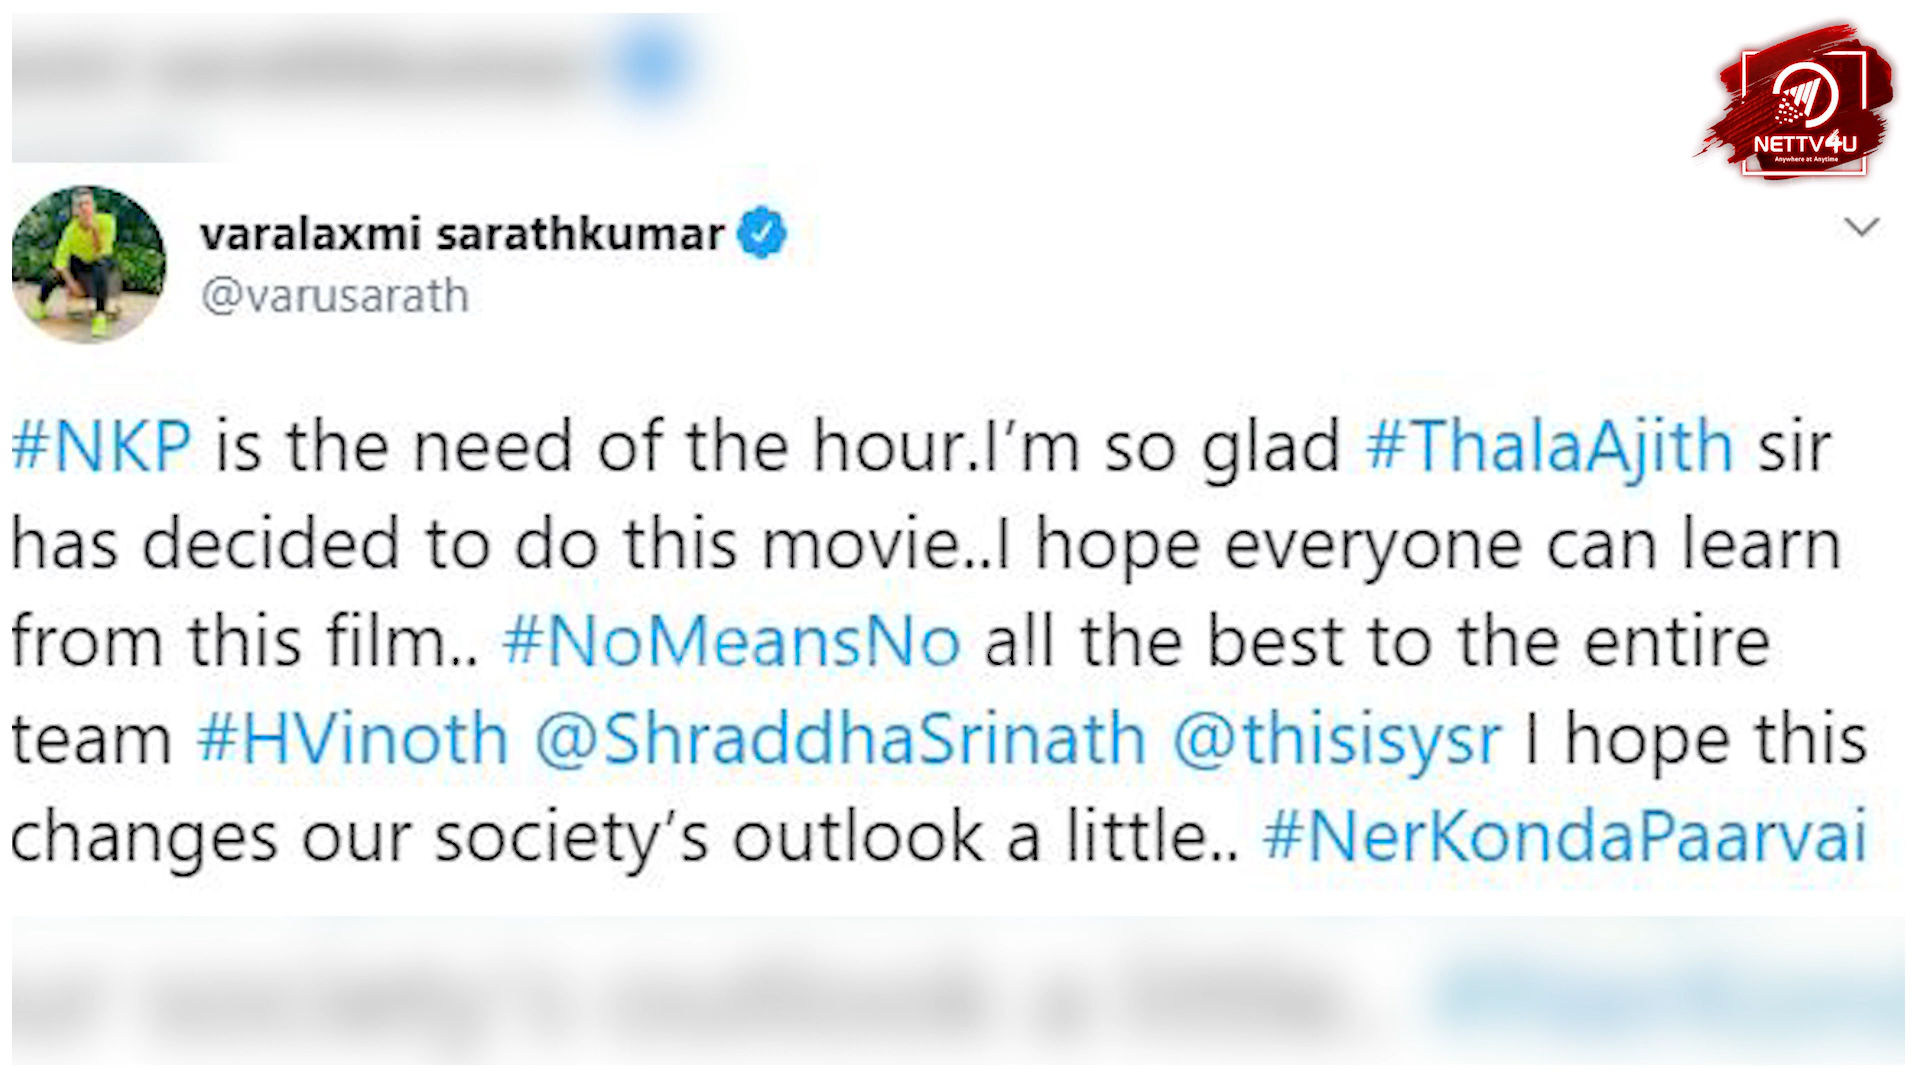 NETTV4U
Anywhere at Anytime
varalaxmi sarathkumar
@varusarath
#NKP is the need of the hour.I’m so glad #ThalaAjith sir
has decided to do this movie..I hope everyone can learn
from this film.. #NoMeansNo all the best to the entire
team #HVinoth @ShraddhaSrinath @thisisysr I hope this
changes our society’s outlook a little.. #NerKondaPaarvai